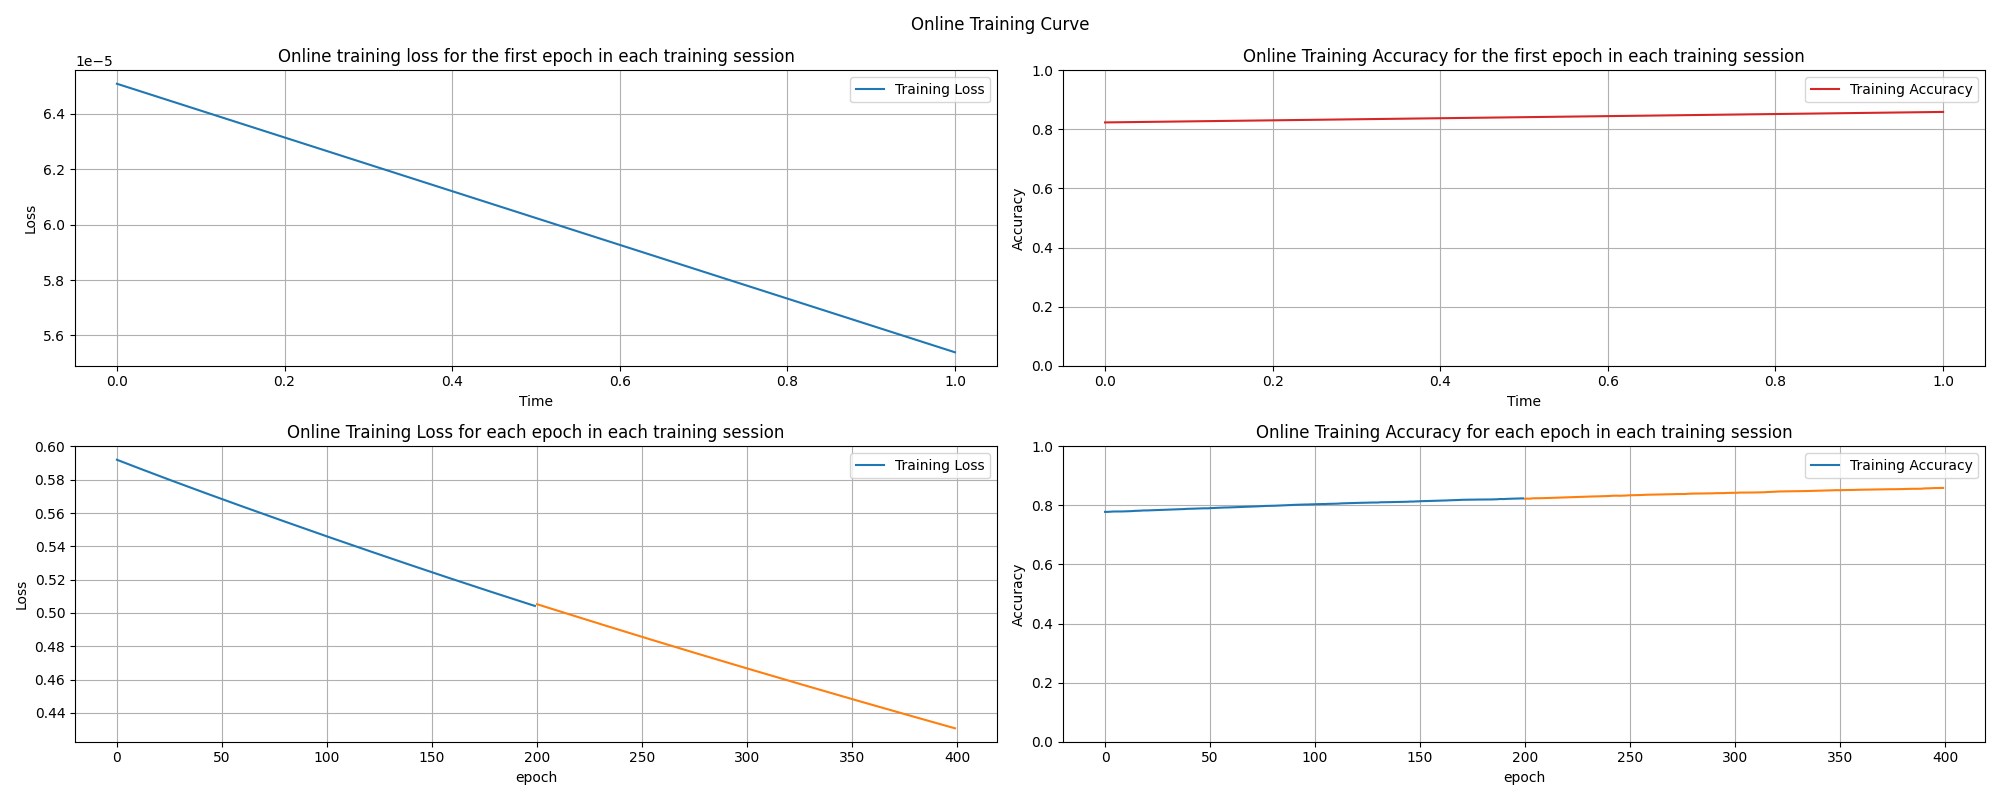 Online Training Curve
Online training loss for the first epoch in each training session
1e−5
Training Loss
6.4
6.2
6.0
5.8
5.6
Loss
0.0 0.2 0.4 0.6 0.8 1.0
Time
Online Training Accuracy for the first epoch in each training session
Training Accuracy
1.0
0.8
0.6
0.4
0.2
0.0
Accuracy
0.0 0.2 0.4 0.6 0.8 1.0
Time
Online Training Loss for each epoch in each training session
Training Loss
0.60
0.58
0.56
0.54
0.52
0.50
0.48
0.46
0.44
Loss
0 50 100 150 200 250 300 350 400
epoch
Online Training Accuracy for each epoch in each training session
Training Accuracy
1.0
0.8
0.6
0.4
0.2
0.0
Accuracy
0 50 100 150 200 250 300 350 400
epoch